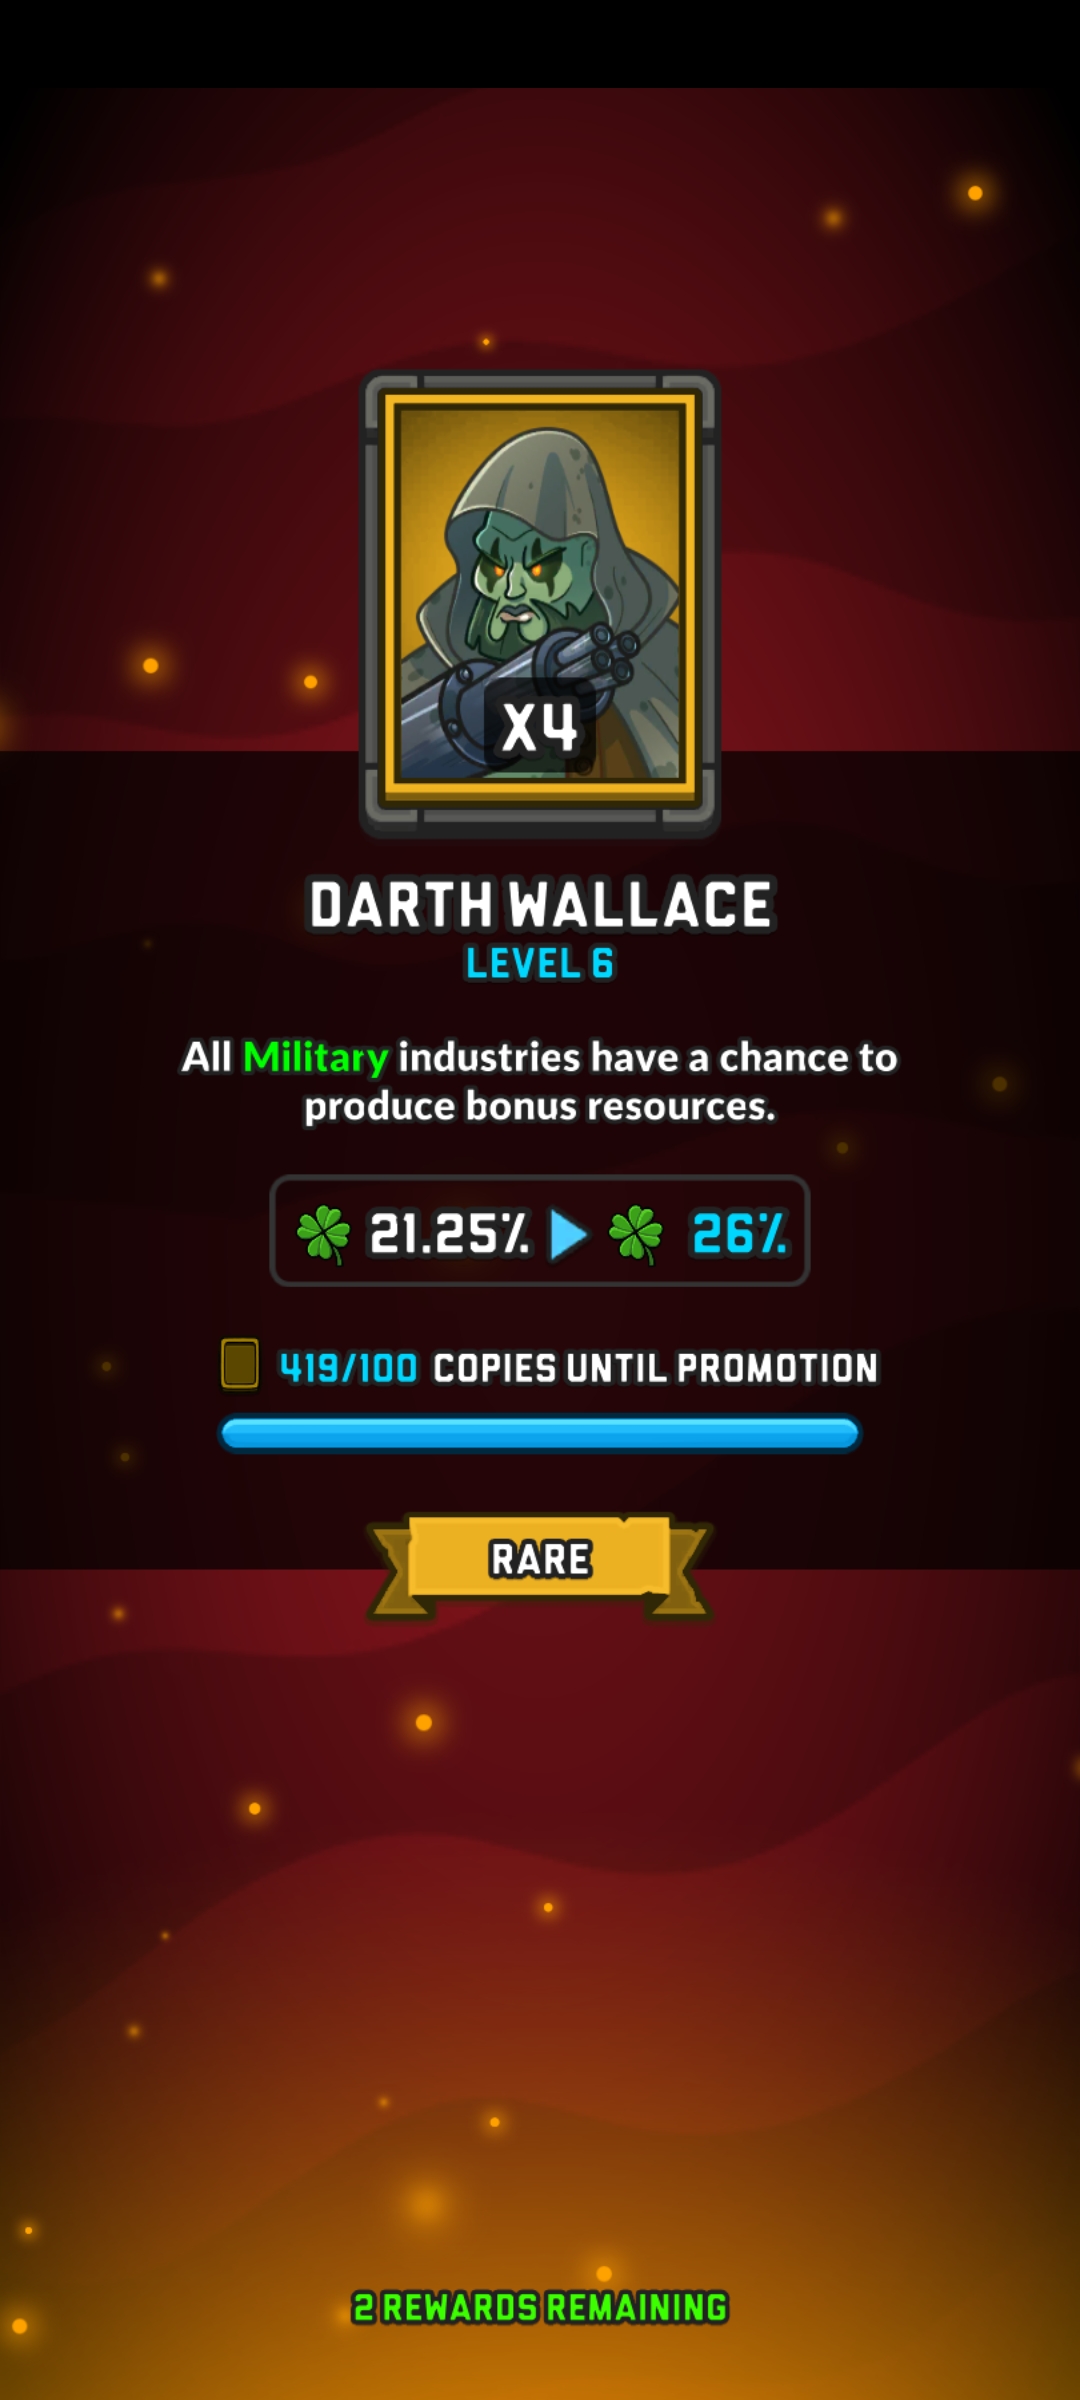 X4
DARTH WALLACE
LEVEL 6
All Military industries have a chance to
produce bonus resources.
21.25% 26%
419/100 COPIES UNTIL PROMOTION
RARE
2 REWARDS REMAINING